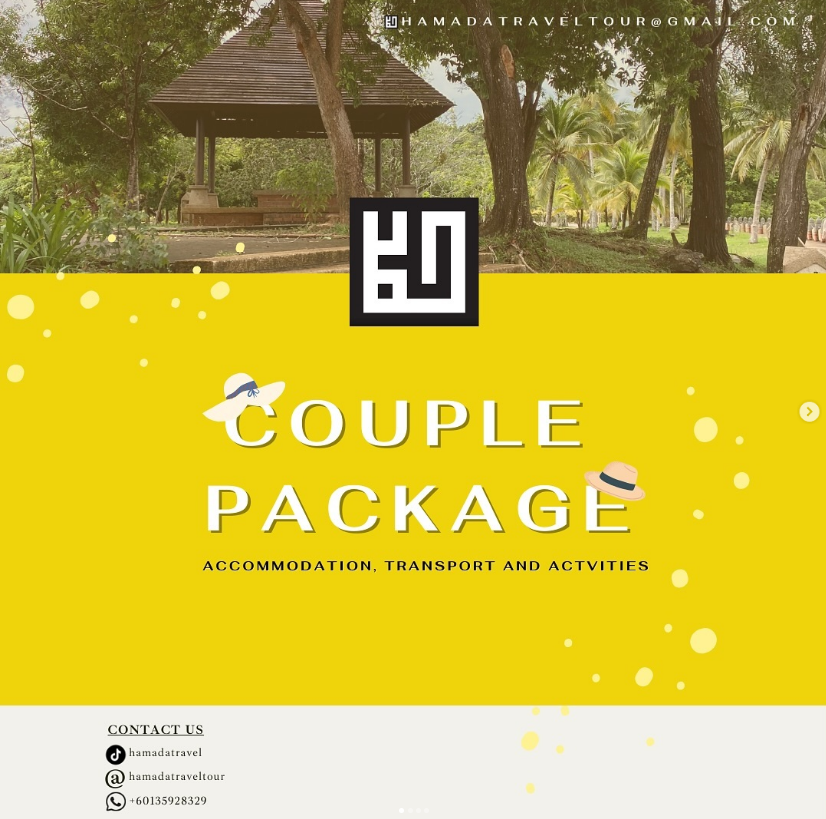 HAMADATRAVELTOUR@GMAIL.COM
COUPLE
PACKAGE
ACCOMMODATION, TRANSPORT AND ACTVITIES
CONTACT US
hamadatravel
@ hamadatraveltour
+60135928329